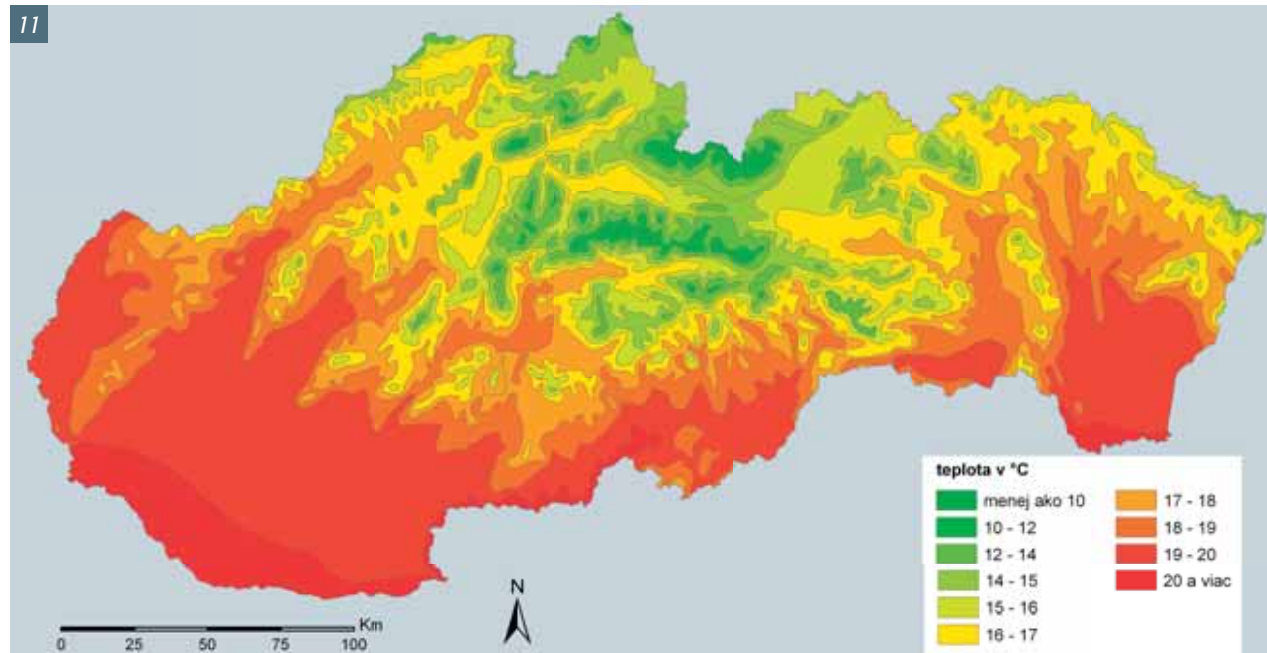 11
N
Km
0 25 50 75 100
teplota v °C
menej ako 10
10 - 12
12 - 14
14 - 15
15 - 16
16 - 17
17 - 18
18 - 19
19 - 20
20 a viac